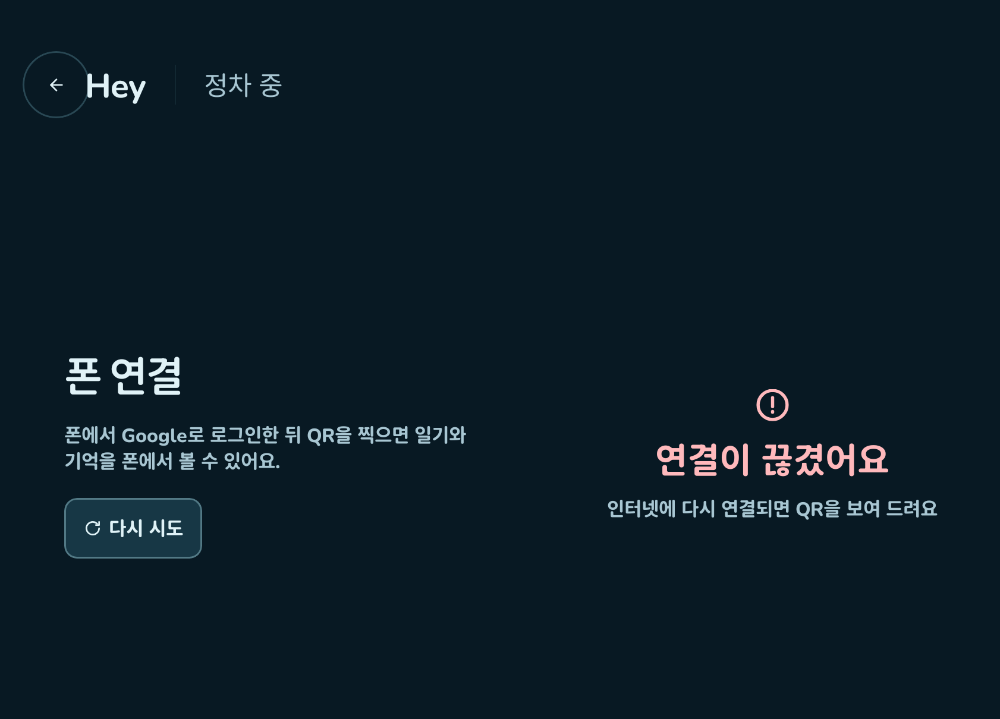 Hey
정차 중
폰 연결
폰에서 Google로 로그인한 뒤 QR을 찍으면 일기와
기억을 폰에서 볼 수 있어요.
다시 시도
연결이 끊겼어요
인터넷에 다시 연결되면 QR을 보여 드려요